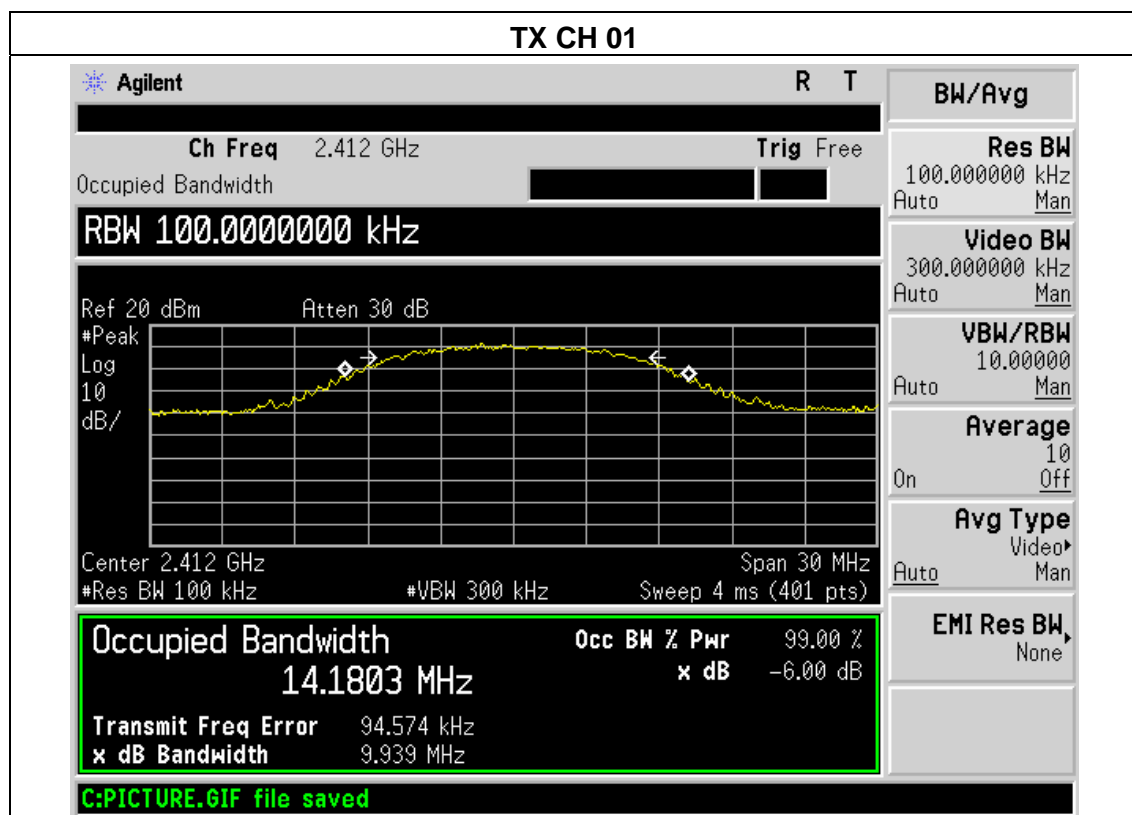 TX CH 01
Agilent R T
Ch Freq 2.412 GHz Trig Free
Occupied Bandwidth
RBW 100.0000000 kHz
Ref 20 dBm Atten 30 dB
#Peak
Log
10
dB/
Center 2.412 GHz Span 30 MHz
#Res BW 100 kHz #VBW 300 kHz Sweep 4 ms (401 pts)
Occupied Bandwidth Occ BW % Pwr 99.00 %
14.1803 MHz x dB -6.00 dB
Transmit Freq Error 94.574 kHz
x dB Bandwidth 9.939 MHz
C:PICTURE.GIF file saved
BW/Avg
Res BW
100.000000 kHz
Auto Man
Video BW
300.000000 kHz
Auto Man
VBW/RBW
10.00000
Auto Man
Average
10
On Off
Avg Type
Video
Auto Man
EMI Res BW
None